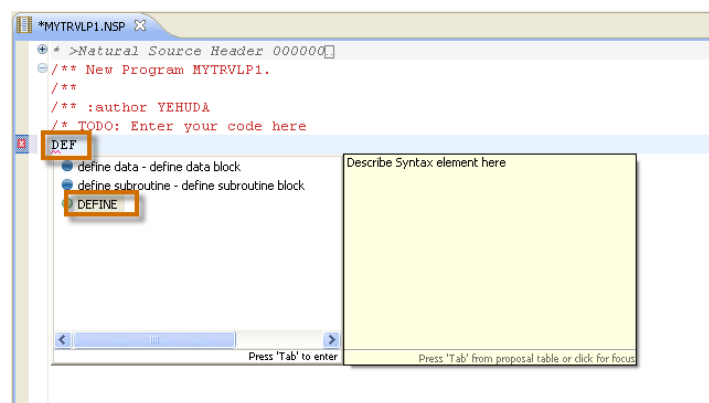 *MYTRVLP1.NSP
* >Natural Source Header 000000
/** New Program MYTRVLP1.
/**
/** :author YEHUDA
/* TODO: Enter your code here
DEF
define data - define data block
define subroutine - define subroutine block
DEFINE
Describe Syntax element here
Press 'Tab' to enter
Press 'Tab' from proposal table or click for focus